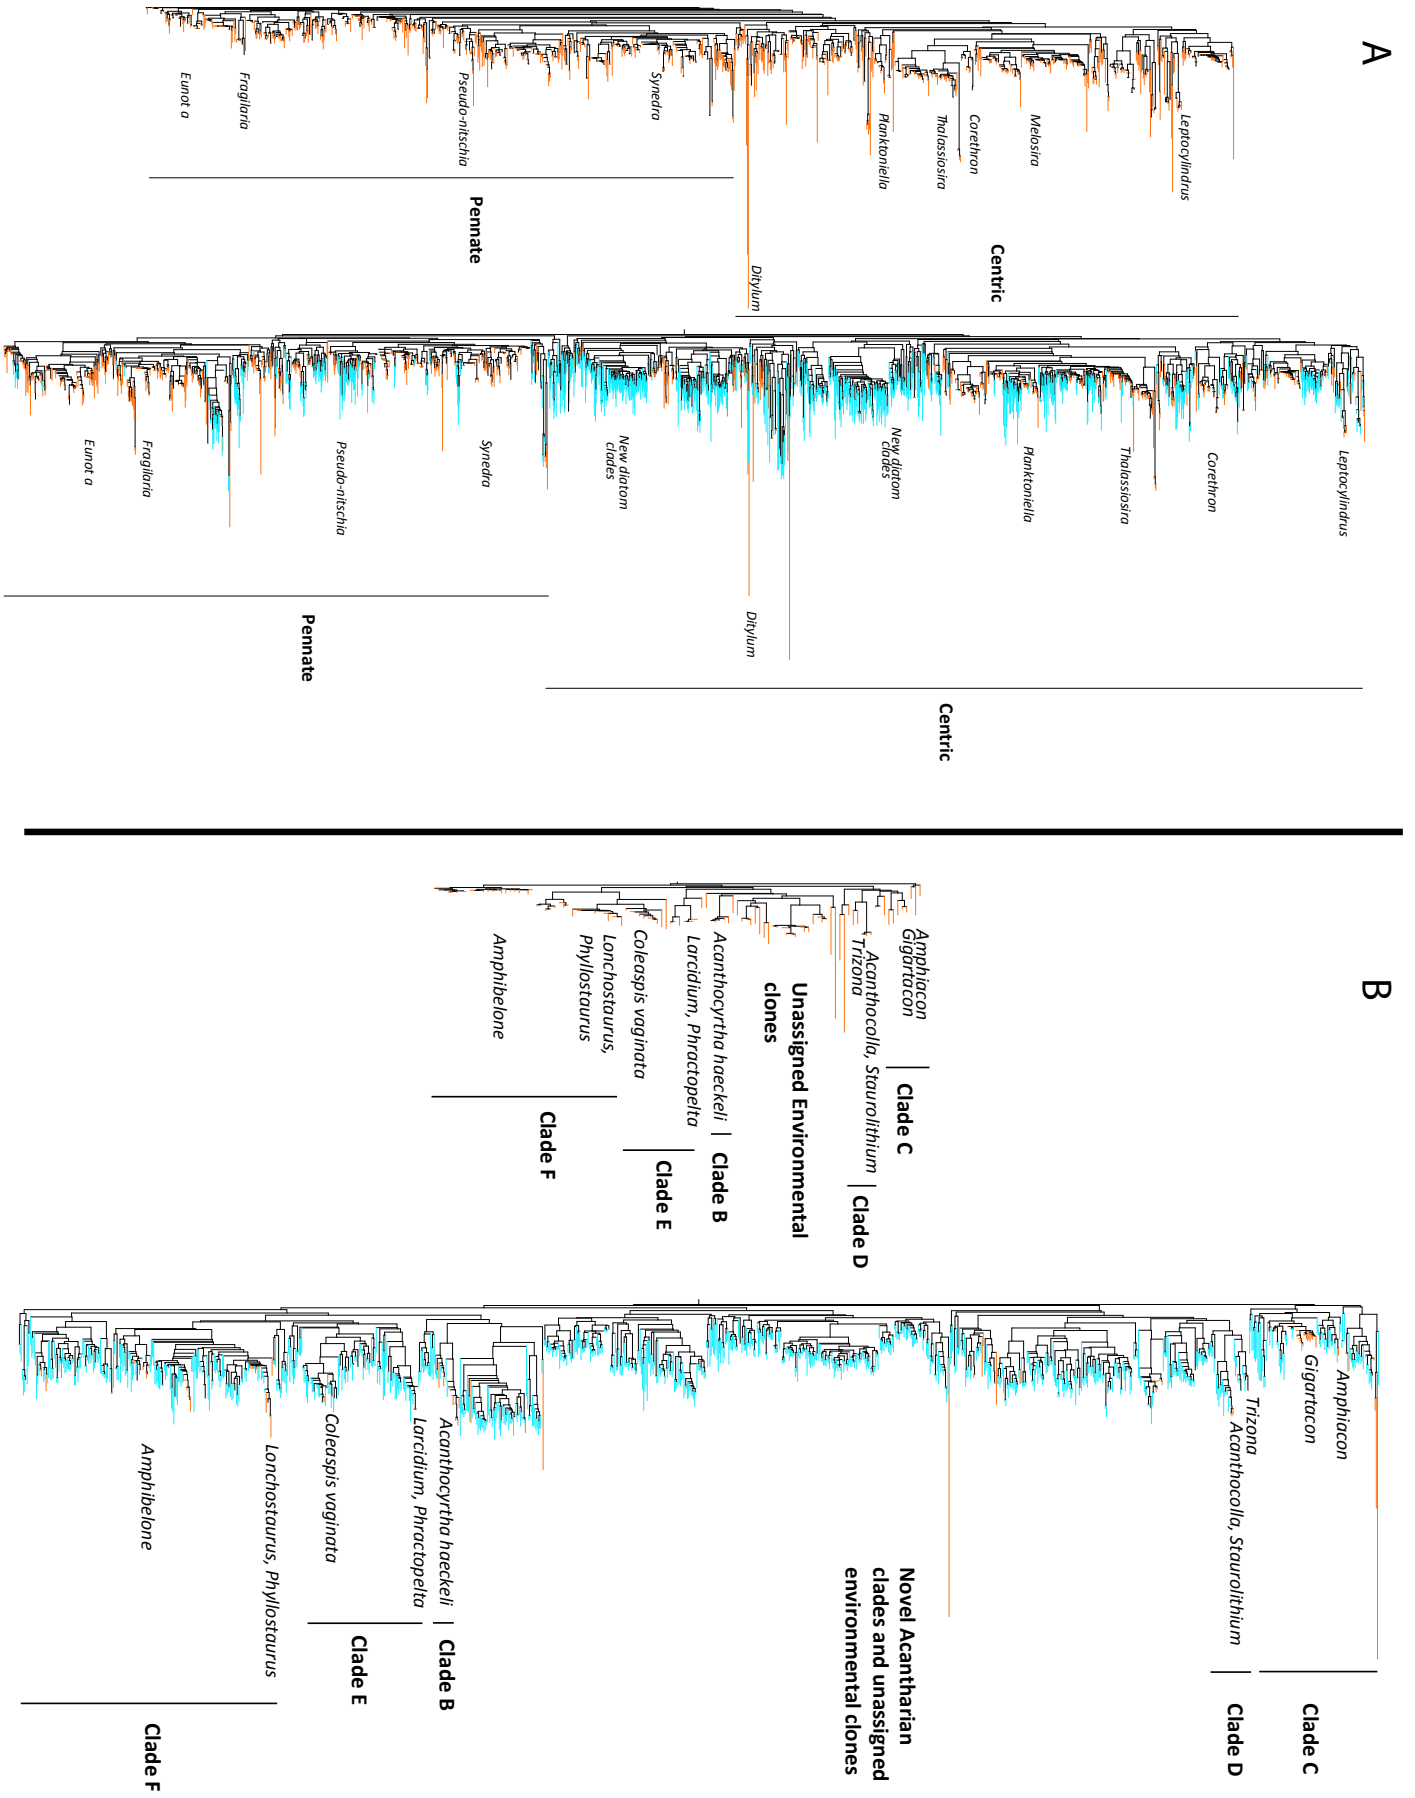 A
Leptocylindrus
Melosira
Corethron
Thalassiosira
Planktoniella
Ditylum
Synedra
Pseudo-nitschia
Fragilaria
Eunot a
Centric
Pennate
Leptocylindrus
Corethron
Thalassiosira
Planktoniella
New diatom
clades
Ditylum
New diatom
clades
Synedra
Pseudo-nitschia
Fragilaria
Eunot a
Centric
Pennate
B
Amphiacon
Gigartacon
Acanthocolla, Staurolithium
Trizona
Unassigned Environmental
clones
Acanthocyrtha haeckeli
Larcidium, Phractopelta
Coleaspis vaginata
Lonchostaurus,
Phyllostaurus
Amphibelone
Clade C
Clade D
Clade B
Clade E
Clade F
Amphiacon
Gigartacon
Trizona
Acanthocolla, Staurolithium
Novel Acantharian
clades and unassigned
environmental clones
Acanthocyrtha haeckeli
Larcidium, Phractopelta
Coleaspis vaginata
Lonchostaurus, Phyllostaurus
Amphibelone
Clade C
Clade D
Clade B
Clade E
Clade F